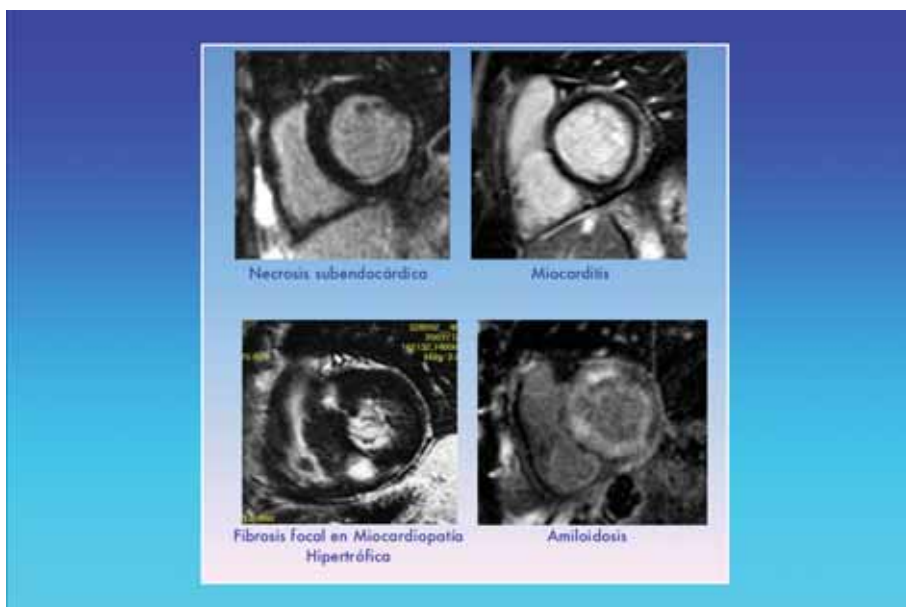 Necrosis subendocárdica
Miocarditis
Fibrosis focal en Miocardiopatía
Hipertrófica
Amiloidosis